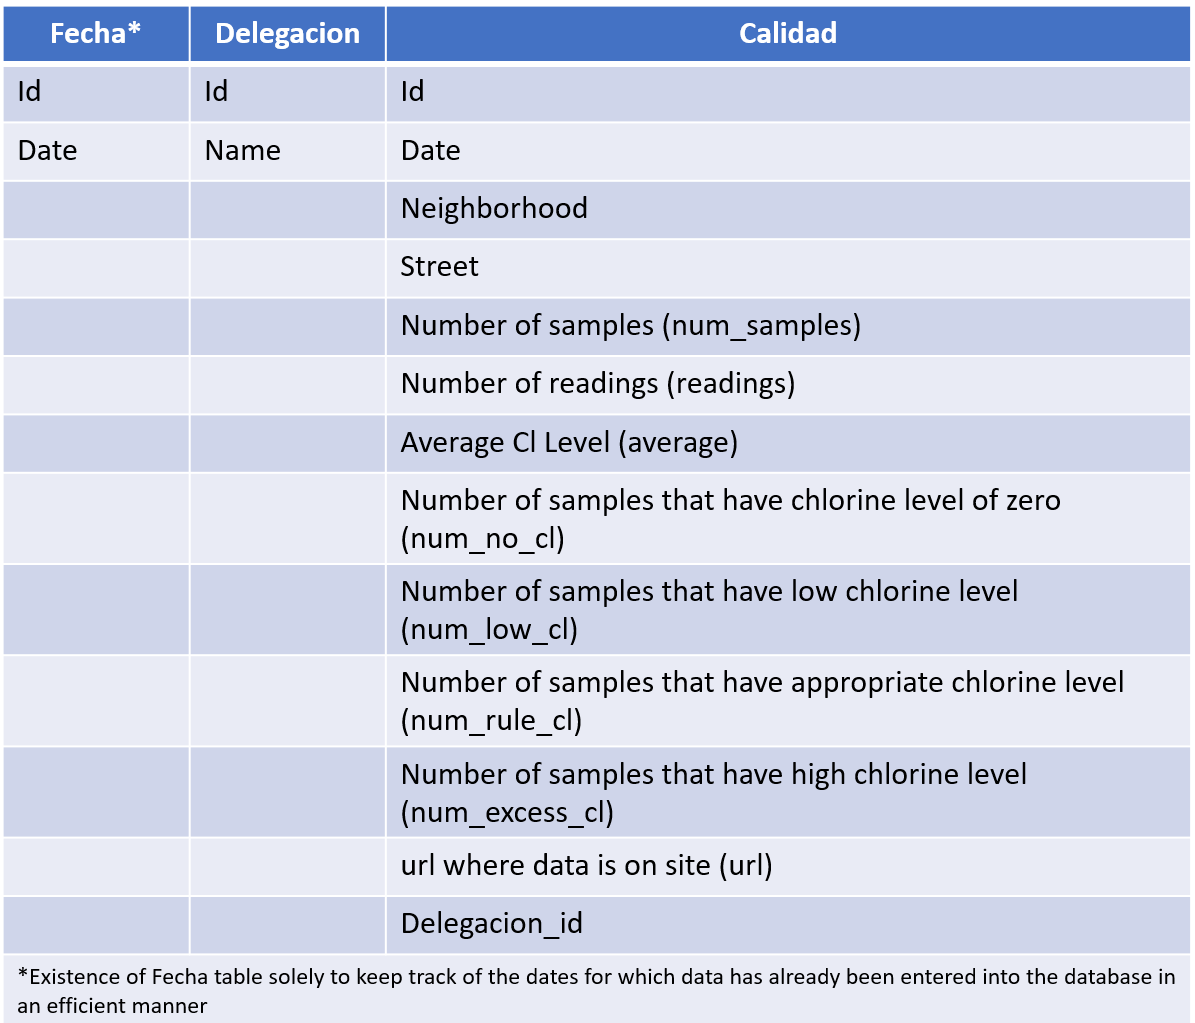 Fecha* Delegacion Calidad
Id Id Id
Date Name Date
Neighborhood
Street
Number of samples (num_samples)
Number of readings (readings)
Average Cl Level (average)
Number of samples that have chlorine level of zero
(num_no_cl)
Number of samples that have low chlorine level
(num_low_cl)
Number of samples that have appropriate chlorine level
(num_rule_cl)
Number of samples that have high chlorine level
(num_excess_cl)
url where data is on site (url)
Delegacion_id
*Existence of Fecha table solely to keep track of the dates for which data has already been entered into the database in
an efficient manner